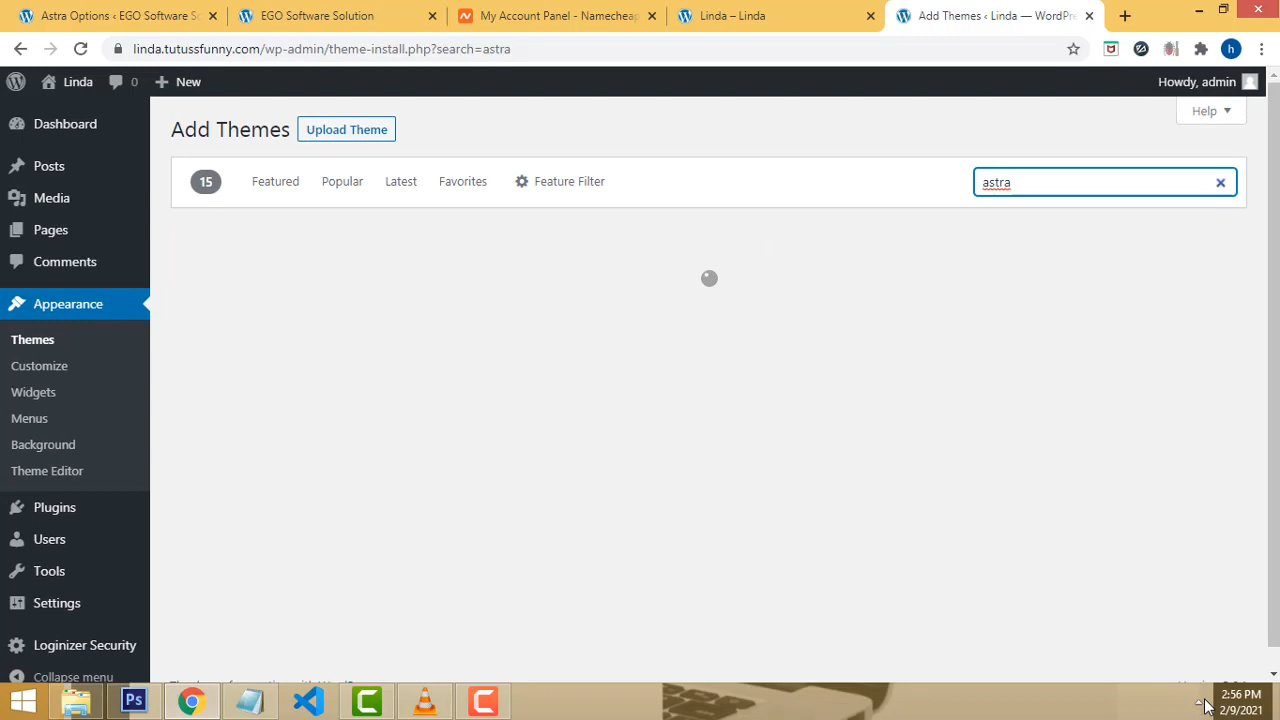 Astra Options ‹ EGO Software So
EGO Software Solution
My Account Panel - Namecheap
Linda – Linda
Add Themes ‹ Linda — WordPre
linda.tutussfunny.com/wp-admin/theme-install.php?search=astra
h
Linda
0
New
Howdy, admin
Dashboard
Posts
Media
Pages
Comments
Appearance
Themes
Customize
Widgets
Menus
Background
Theme Editor
Plugins
Users
Tools
Settings
Loginizer Security
Collapse menu
Help
Add Themes
Upload Theme
15
Featured
Popular
Latest
Favorites
Feature Filter
astra
Ps
2:56 PM
2/9/2021